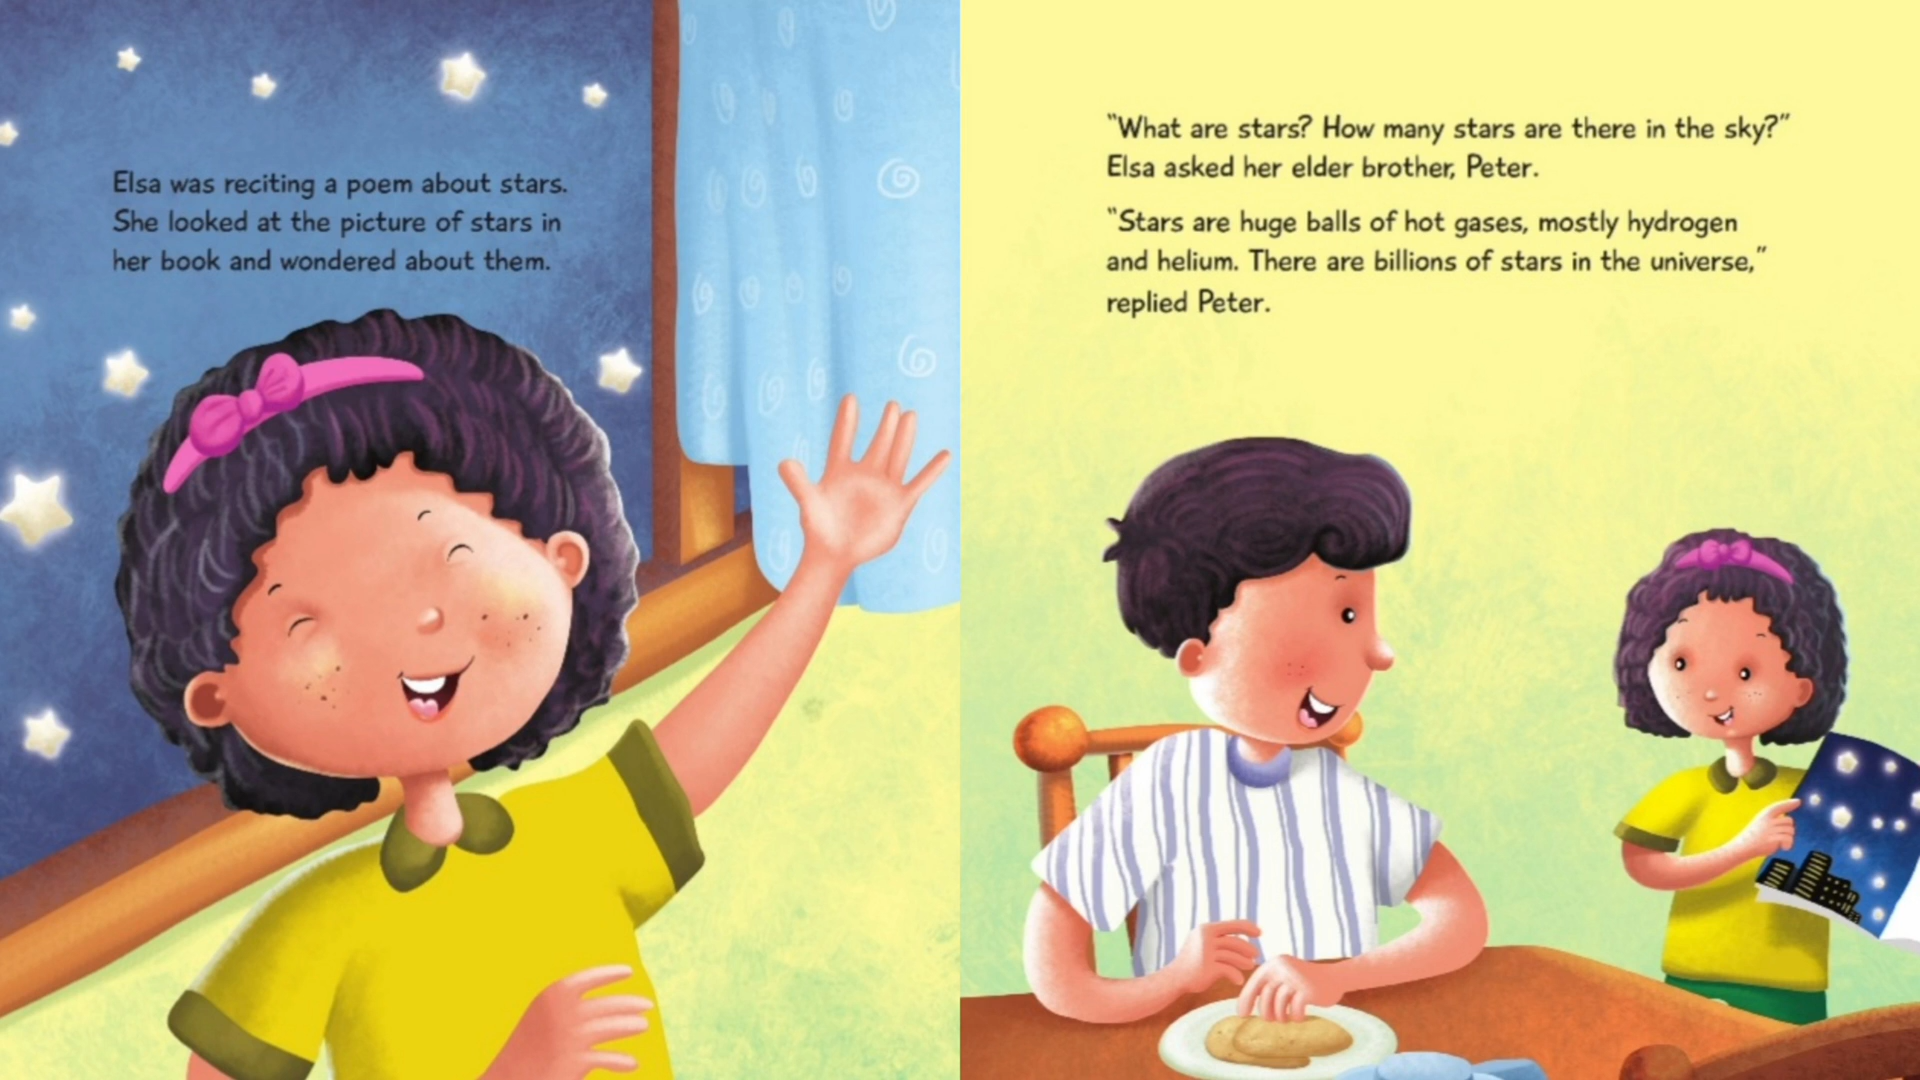 Elsa was reciting a poem about stars.
She looked at the picture of stars in
her book and wondered about them.
"What are stars? How many stars are there in the sky?"
Elsa asked her elder brother, Peter.
"Stars are huge balls of hot gases, mostly hydrogen
and helium. There are billions of stars in the universe,"
replied Peter.